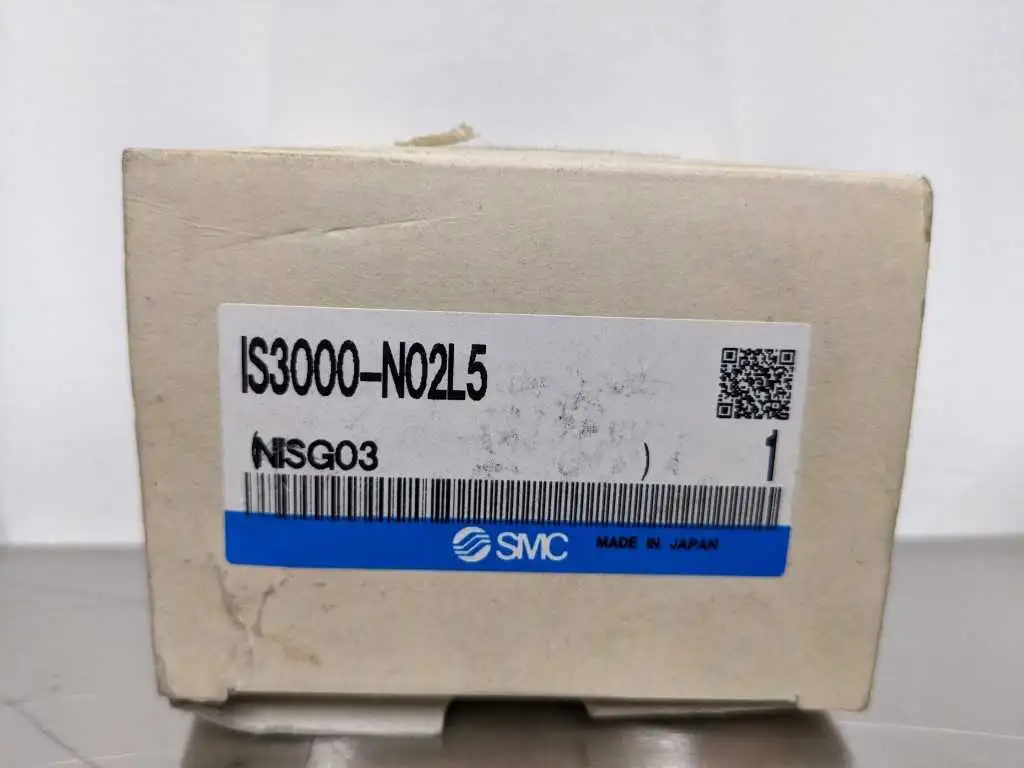 IS3000-N02L5
(NISG03 ) 1
SMC MADE IN JAPAN